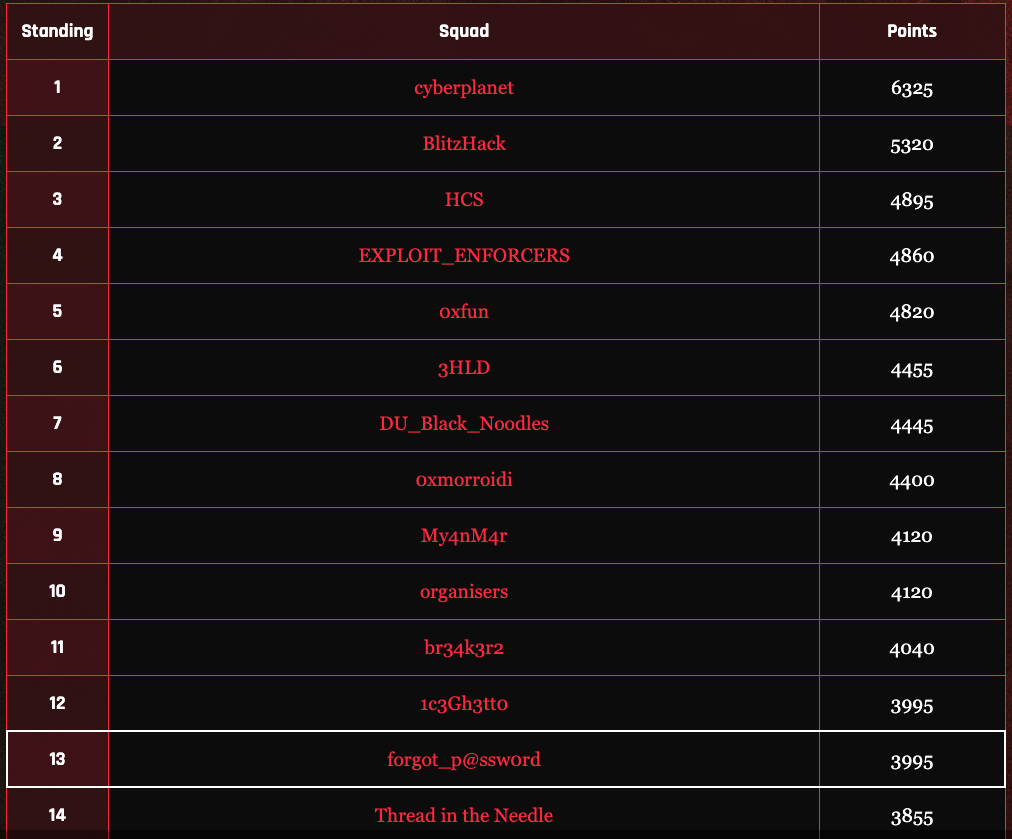 Standing Squad Points
1 cyberplanet 6325
2 BlitzHack 5320
3 HCS 4895
4 EXPLOIT_ENFORCERS 4860
5 0xfun 4820
6 3HLD 4455
7 DU_Black_Noodles 4445
8 0xmorroidi 4400
9 My4nM4r 4120
10 organisers 4120
11 br34k3r2 4040
12 1c3Gh3tt0 3995
13 forgot_p@ssw0rd 3995
14 Thread in the Needle 3855